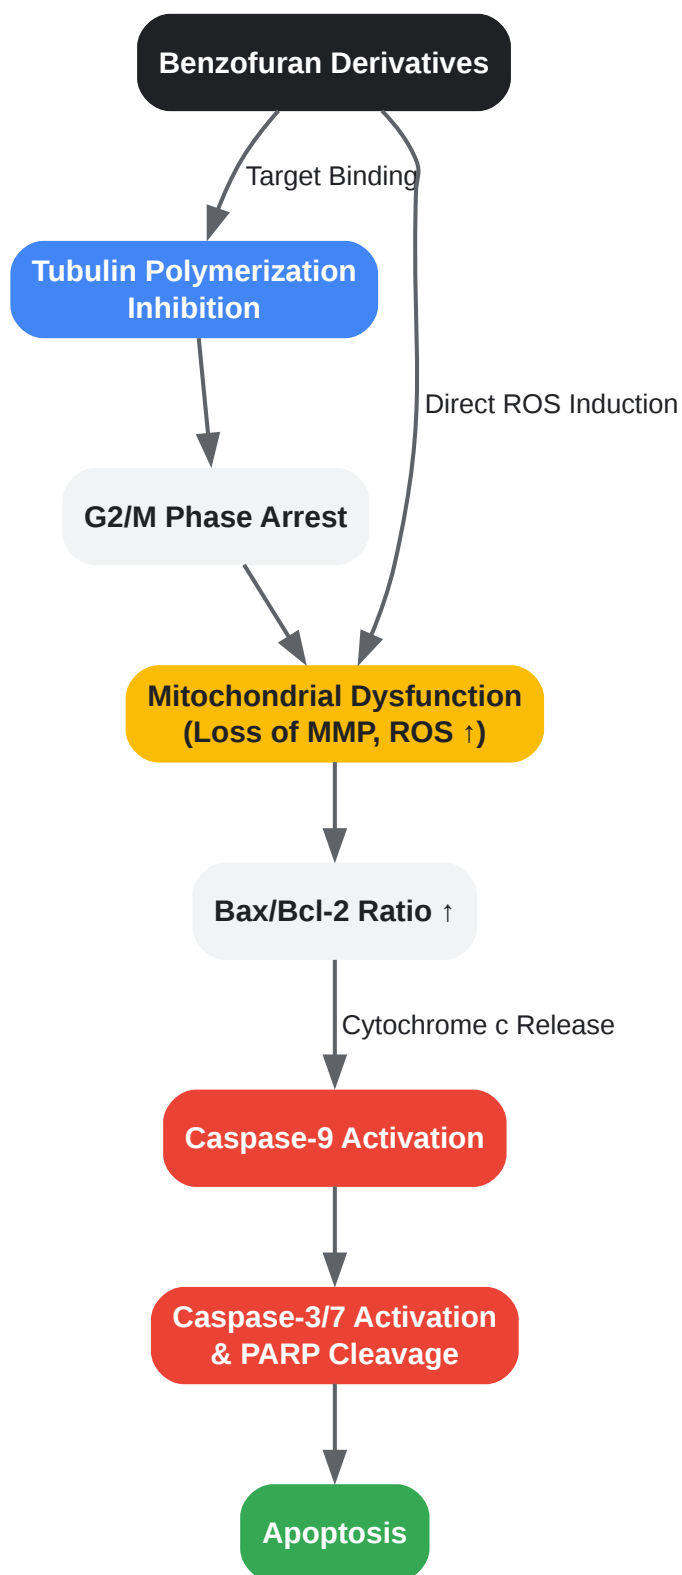 Benzofuran Derivatives
Target Binding
Tubulin Polymerization
Inhibition
Direct ROS Induction
G2/M Phase Arrest
Mitochondrial Dysfunction
(Loss of MMP, ROS ↑)
Bax/Bcl-2 Ratio ↑
Cytochrome c Release
Caspase-9 Activation
Caspase-3/7 Activation
& PARP Cleavage
Apoptosis